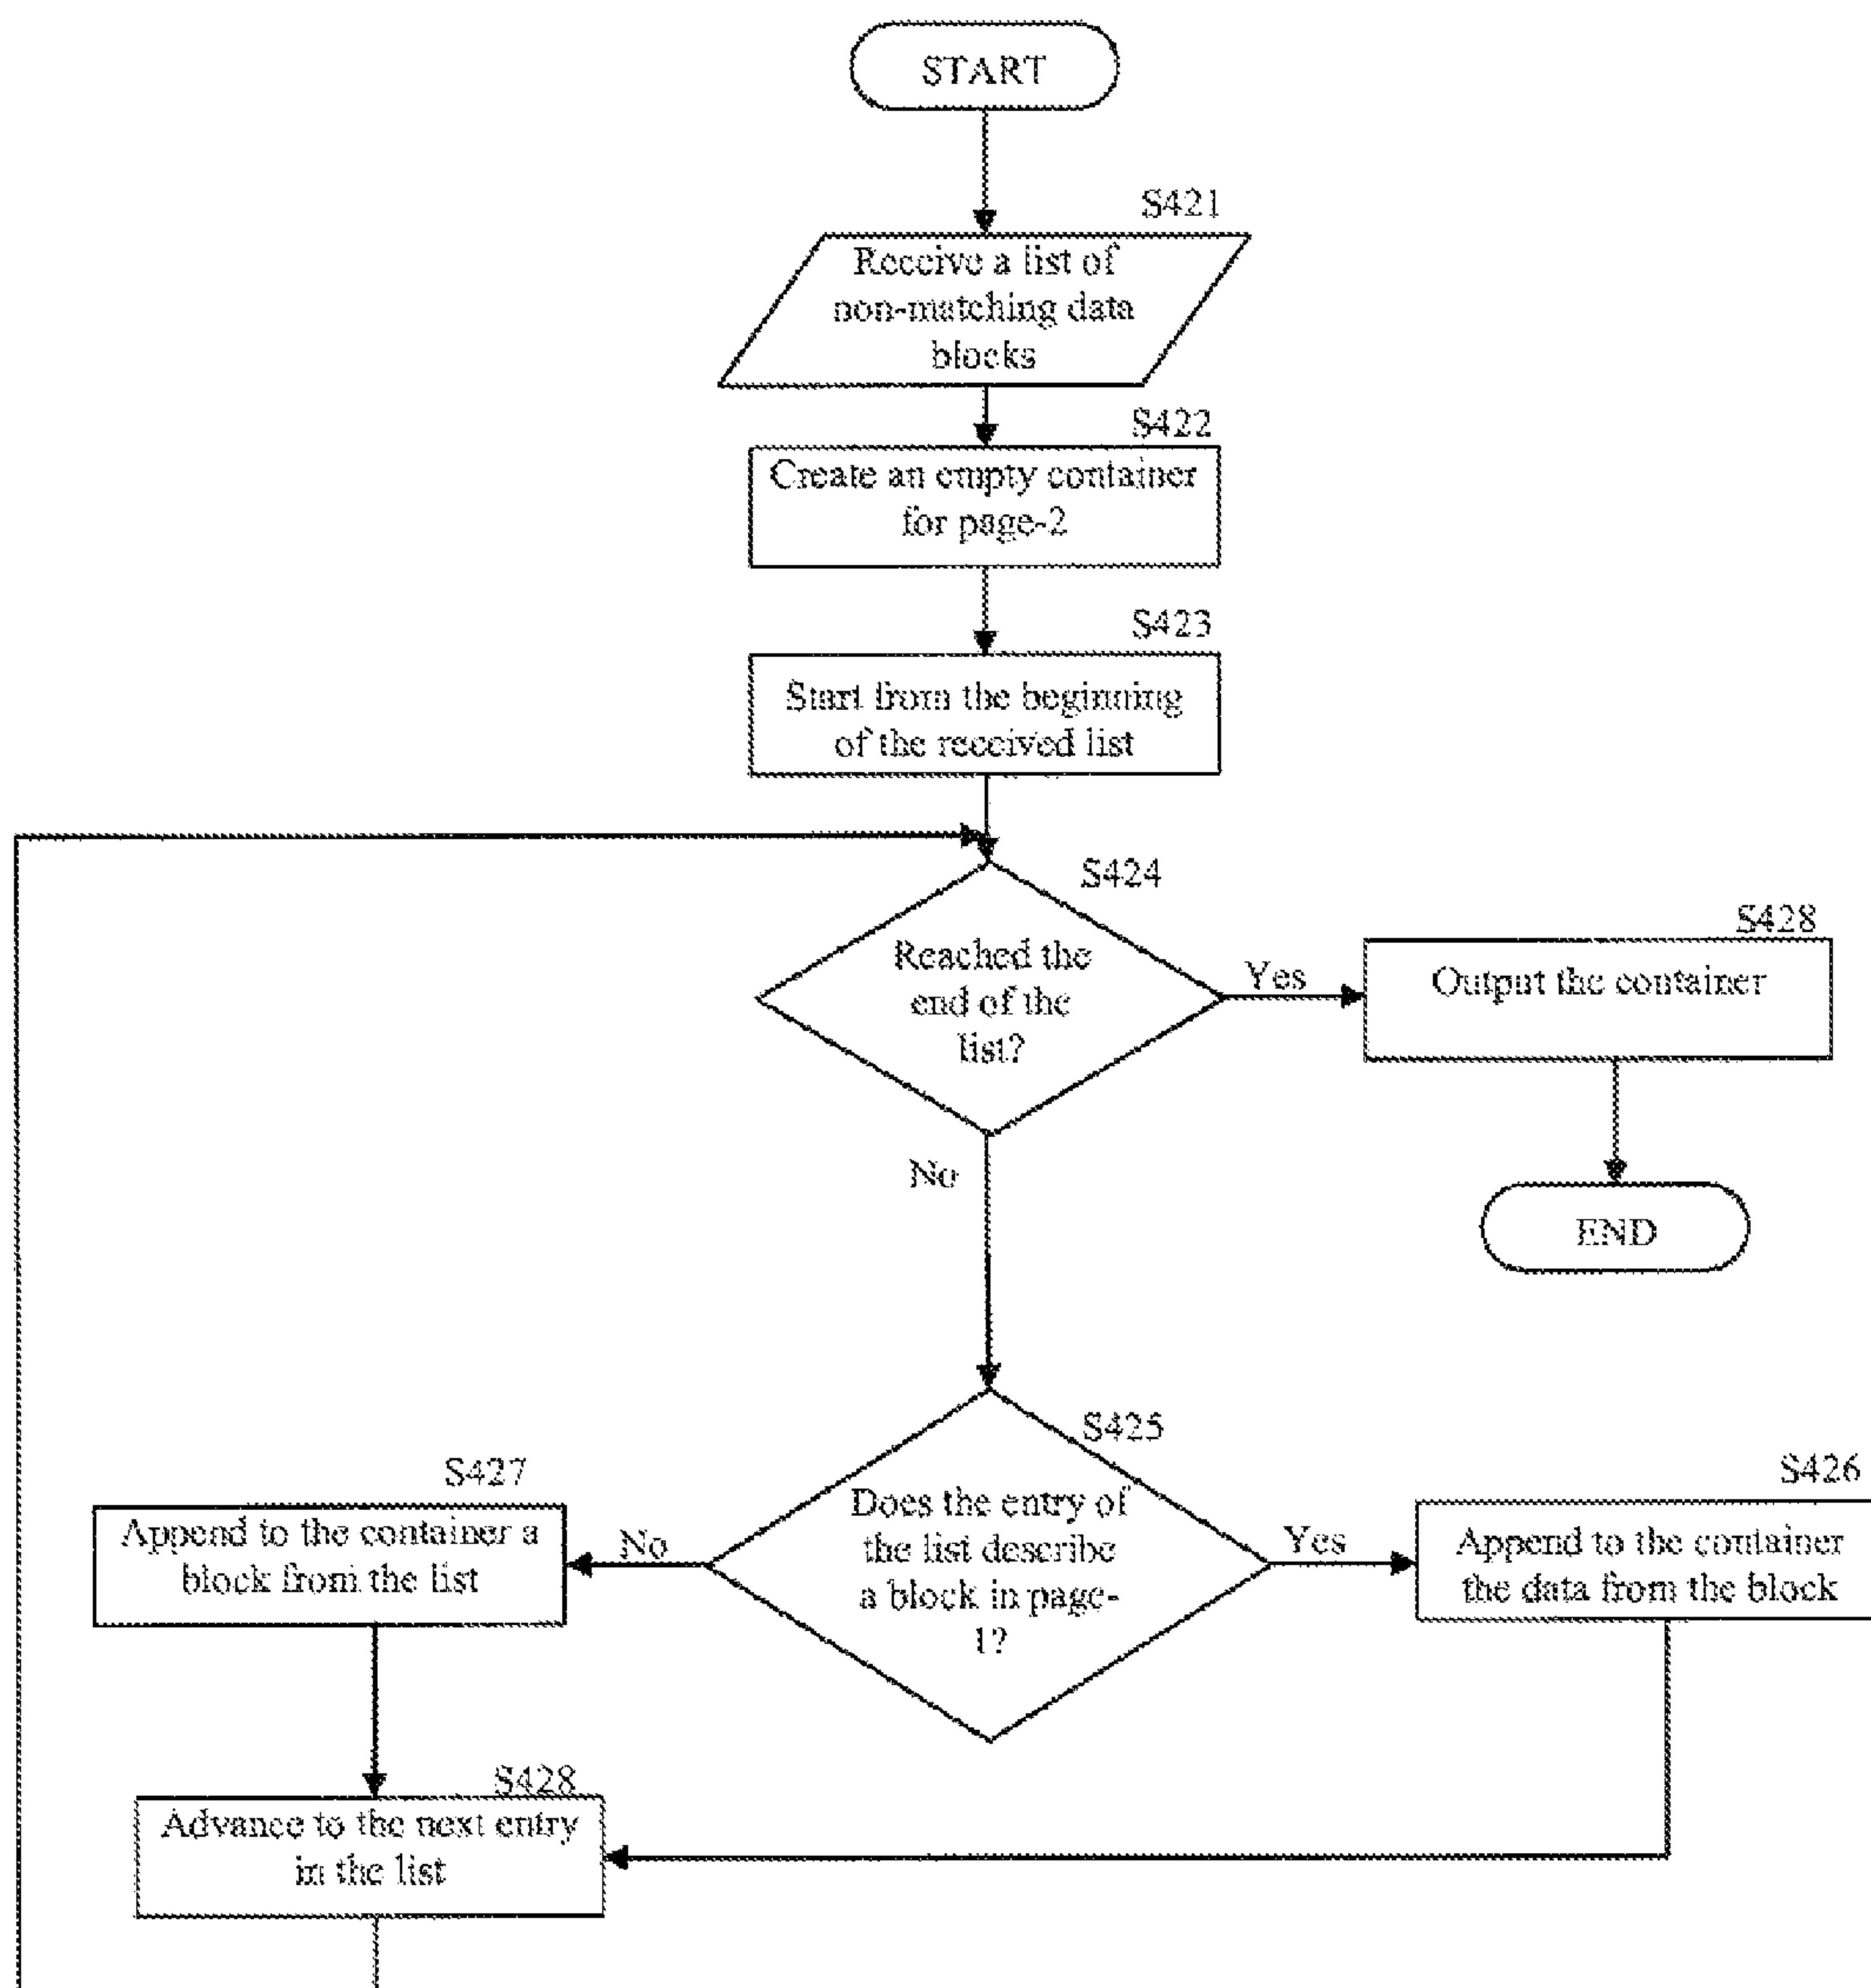 START
S421
Receive a list of
non-matching data
blocks
S422
Create an empty container
for page-2
S423
Start from the beginning
of the received list
S424
Reached the
end of the
list?
Yes
S428
Output the container
No
END
S425
Does the entry of
the list describe
a block in page-
1?
No
S427
Append to the container a
block from the list
Yes
S426
Append to the container
the data from the block
S428
Advance to the next entry
in the list